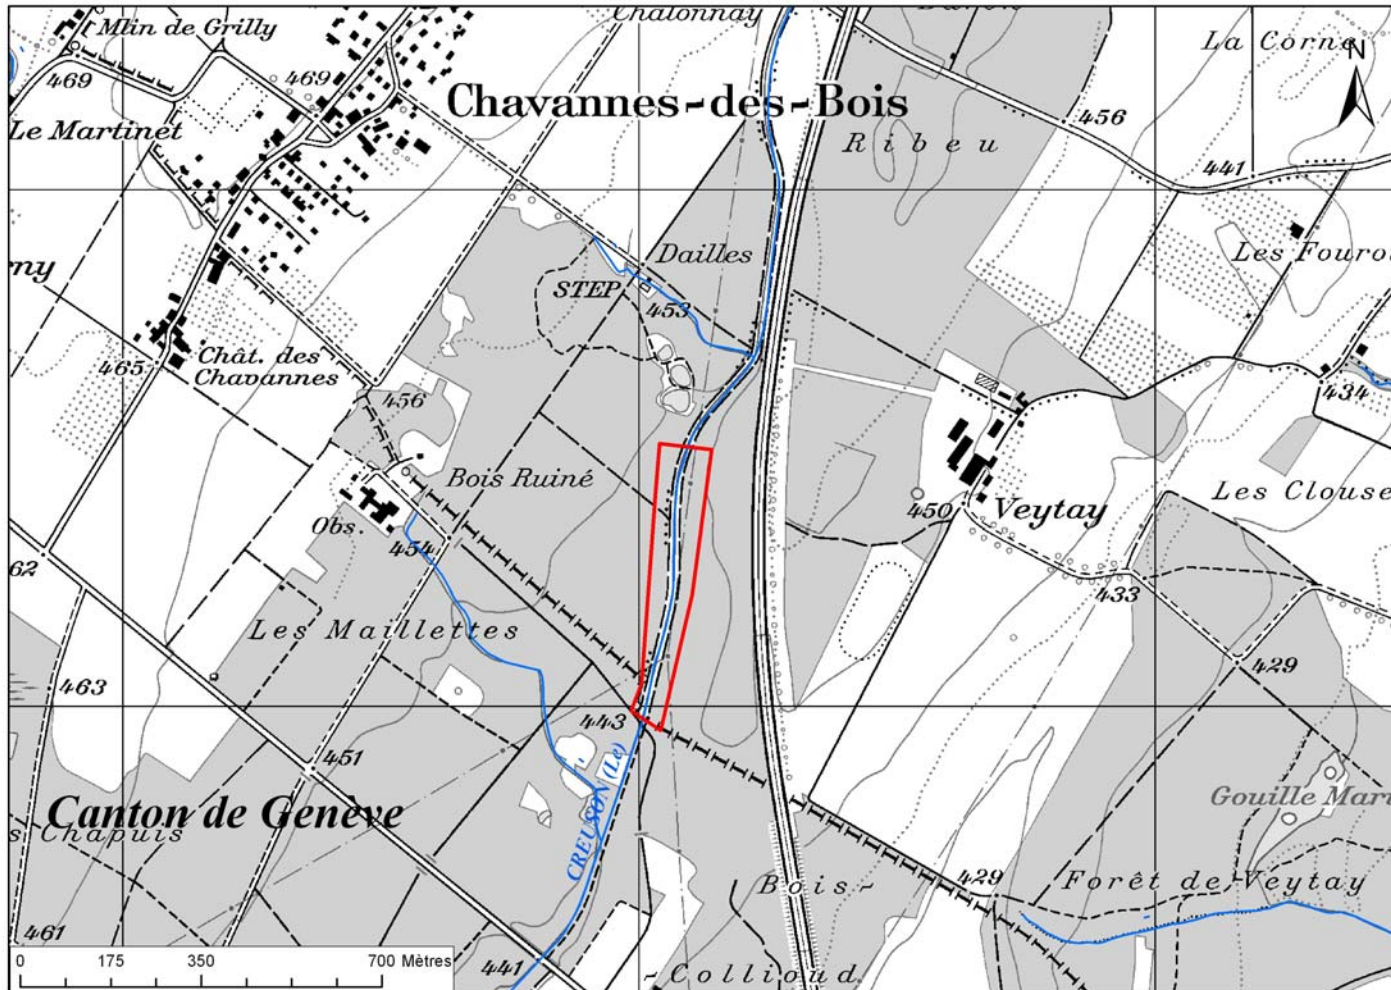 Chalonnay
Mlin de Grilly
La Corne
N
469
469
Chavannes-des-Bois
456
Le Martinet
Ribeu
441
Dailles
Les Fourol
rny
STEP
453
Chât. des
Chavannes
465
456
434
Bois Ruiné
Les Clouse
450
Veytay
Obs.
454
62
433
Les Maillettes
429
463
443
451
CREUSON (Le)
Canton de Genève
Gouille Mar
s Chapuis
Bois-
429
Forêt de Veytay
461
0 175 350 700 Mètres
441
-Collioud